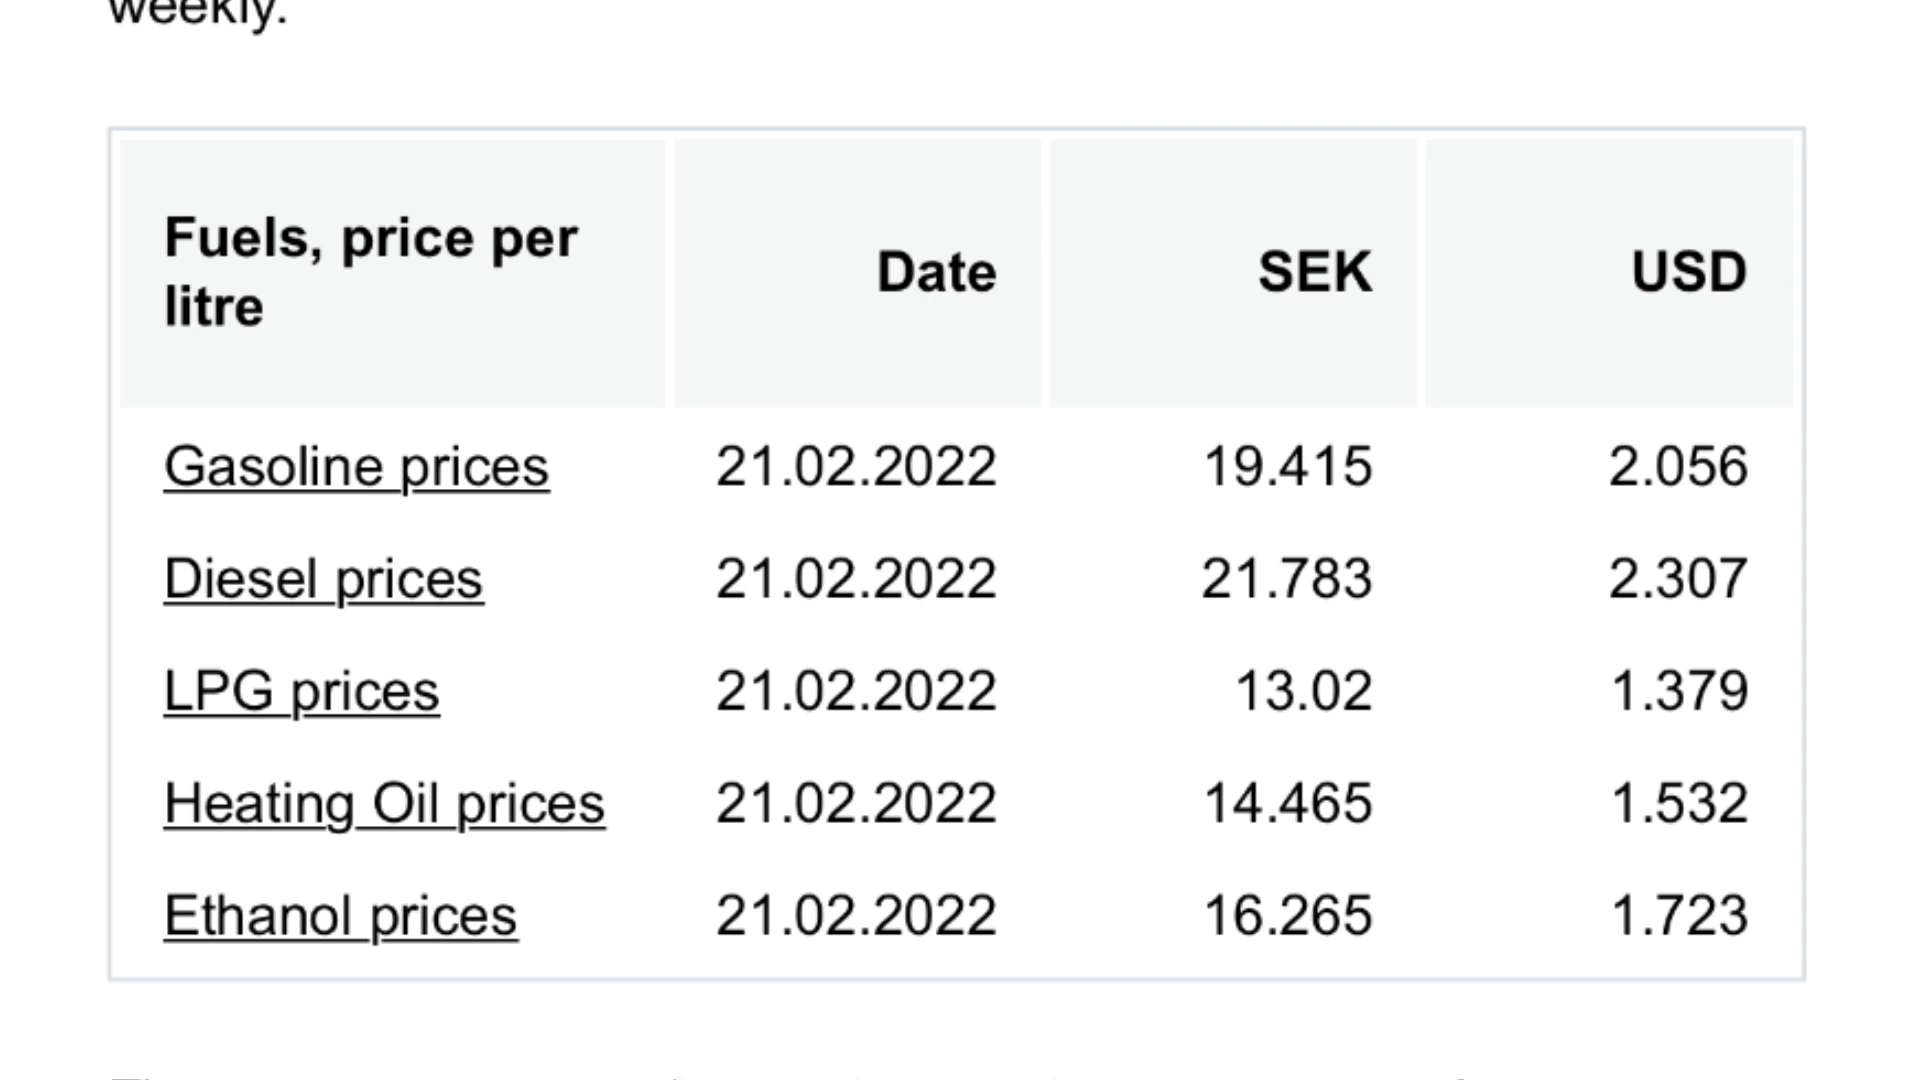 weekly.
Fuels, price per
litre
Date SEK USD
Gasoline prices 21.02.2022 19.415 2.056
Diesel prices 21.02.2022 21.783 2.307
LPG prices 21.02.2022 13.02 1.379
Heating Oil prices 21.02.2022 14.465 1.532
Ethanol prices 21.02.2022 16.265 1.723